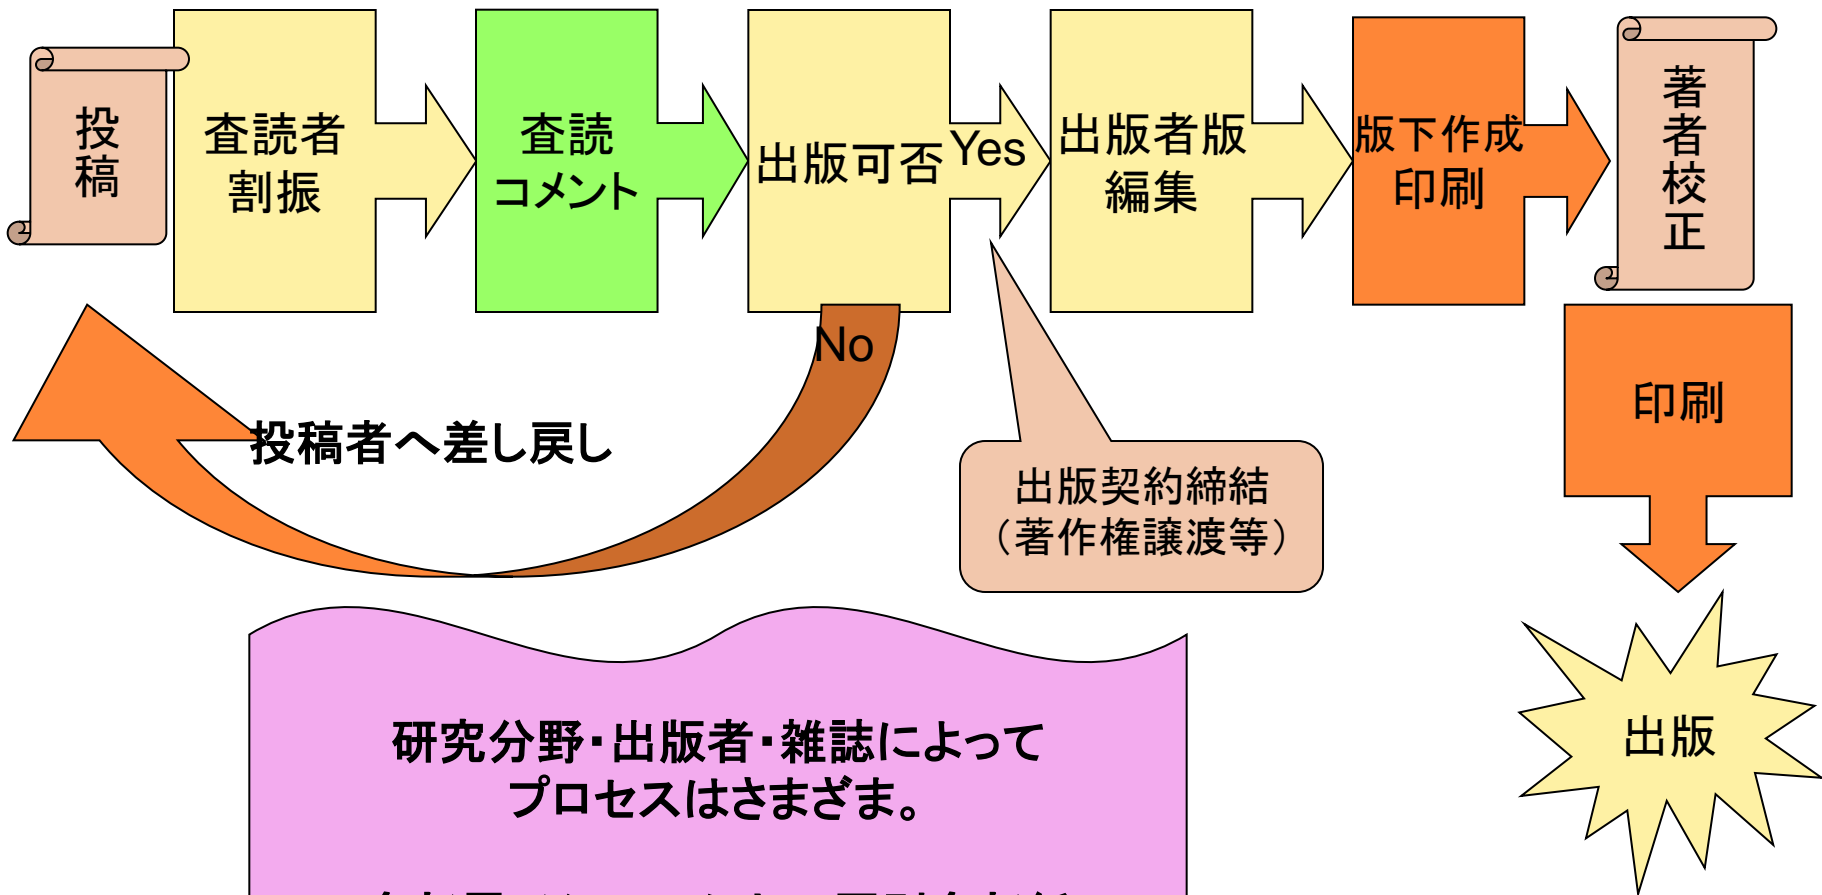 投稿
査読者
割振
査読
コメント
出版可否
Yes
出版者版
編集
版下作成
印刷
著者校正
No
投稿者へ差し戻し
出版契約締結
（著作権譲渡等）
印刷
出版
研究分野・出版者・雑誌によって
プロセスはさまざま。